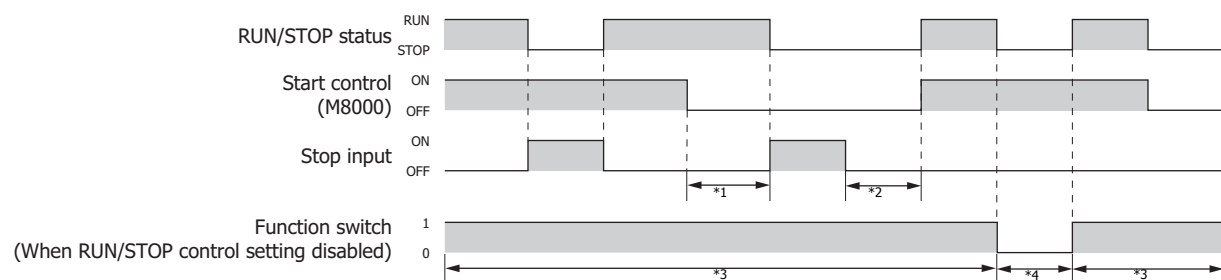 RUN/STOP status
RUN
STOP
Start control
(M8000)
ON
OFF
Stop input
ON
OFF
*1
*2
Function switch
(When RUN/STOP control setting disabled)
1
0
*3
*4
*3